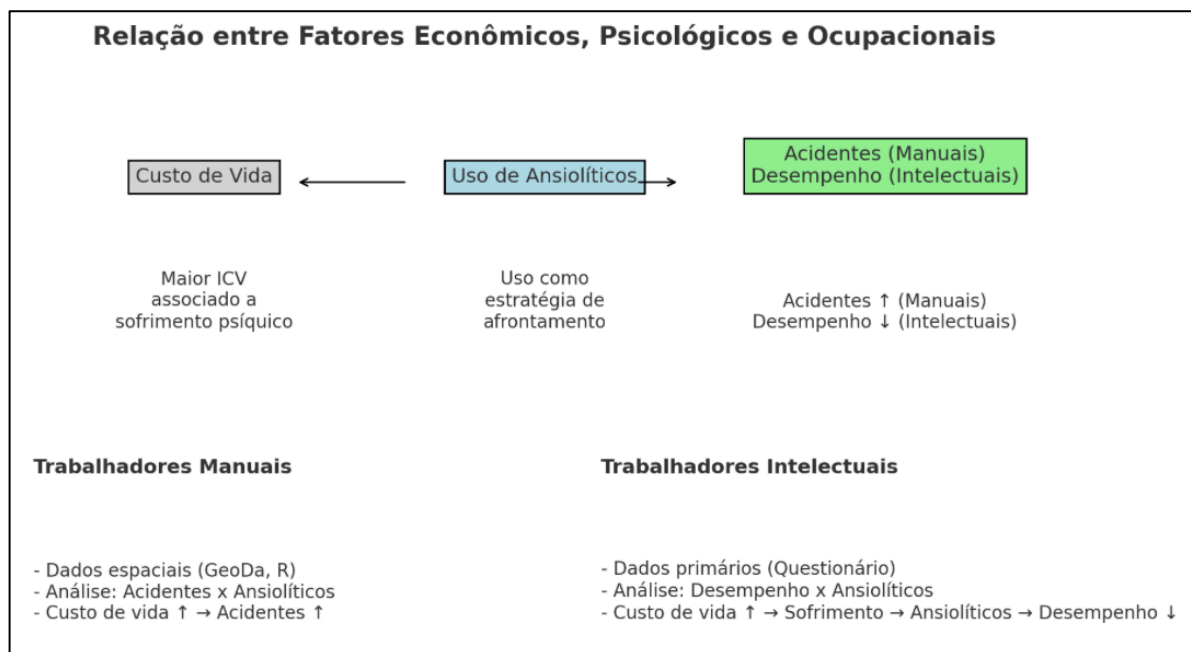 Relação entre Fatores Econômicos, Psicológicos e Ocupacionais
Custo de Vida
Uso de Ansiolíticos
Acidentes (Manuais)
Desempenho (Intelectuais)
Maior ICV
associado a
sofrimento psíquico
Uso como
estratégia de
afrontamento
Acidentes ↑ (Manuais)
Desempenho ↓ (Intelectuais)
Trabalhadores Manuais
- Dados espaciais (GeoDa, R)
- Análise: Acidentes x Ansiolíticos
- Custo de vida ↑ → Acidentes ↑
Trabalhadores Intelectuais
- Dados primários (Questionário)
- Análise: Desempenho x Ansiolíticos
- Custo de vida ↑ → Sofrimento → Ansiolíticos → Desempenho ↓